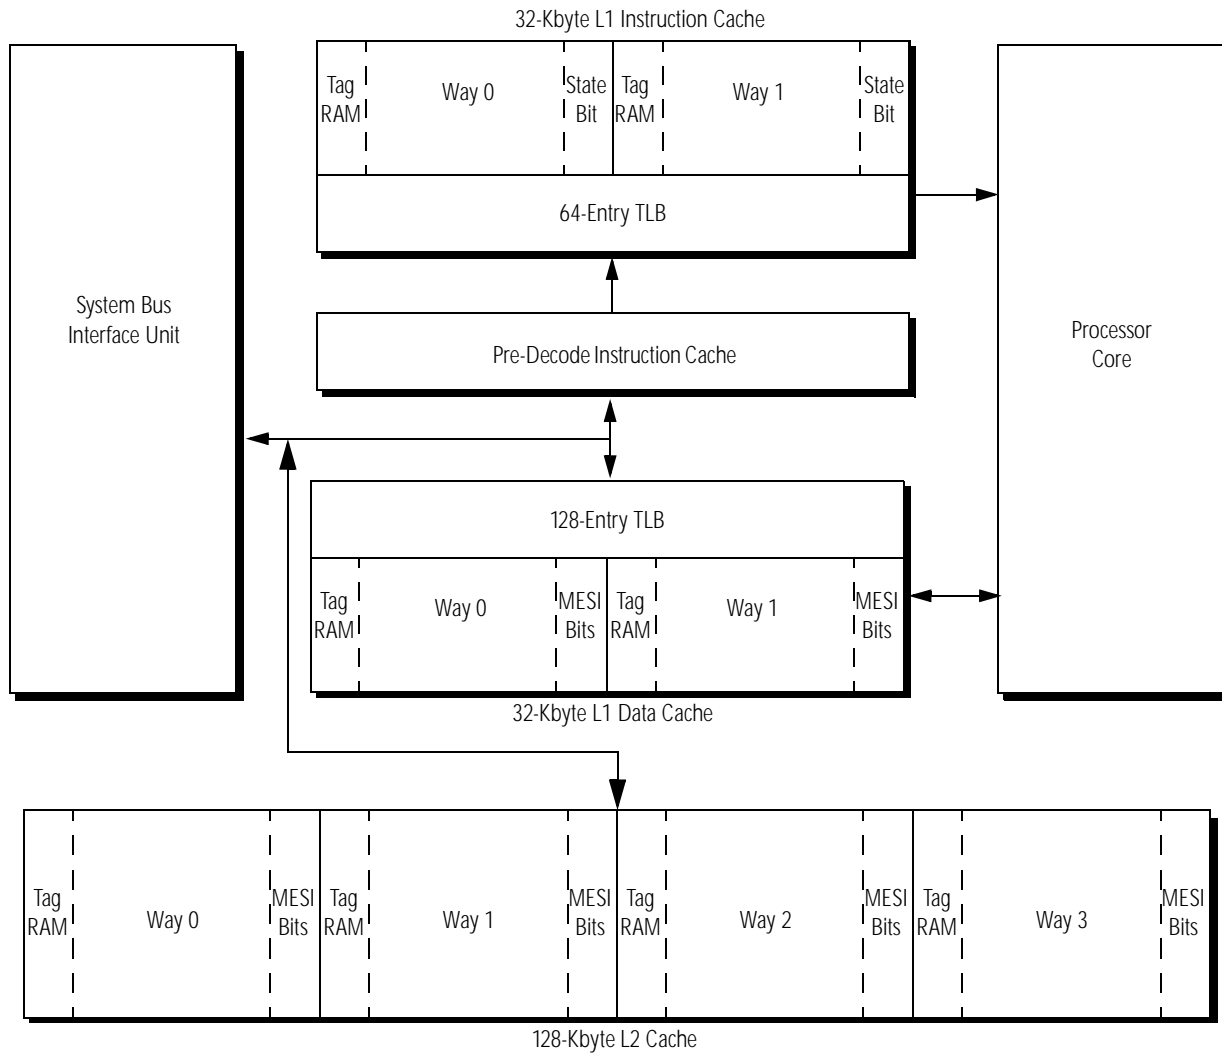 32-Kbyte L1 Instruction Cache
Tag
RAM
Way 0
State
Bit
Tag
RAM
Way 1
State
Bit
64-Entry TLB
System Bus
Interface Unit
Pre-Decode Instruction Cache
Processor
Core
128-Entry TLB
Tag
RAM
Way 0
MESI
Bits
Tag
RAM
Way 1
MESI
Bits
32-Kbyte L1 Data Cache
Tag
RAM
Way 0
MESI
Bits
Tag
RAM
Way 1
MESI
Bits
Tag
RAM
Way 2
MESI
Bits
Tag
RAM
Way 3
MESI
Bits
128-Kbyte L2 Cache